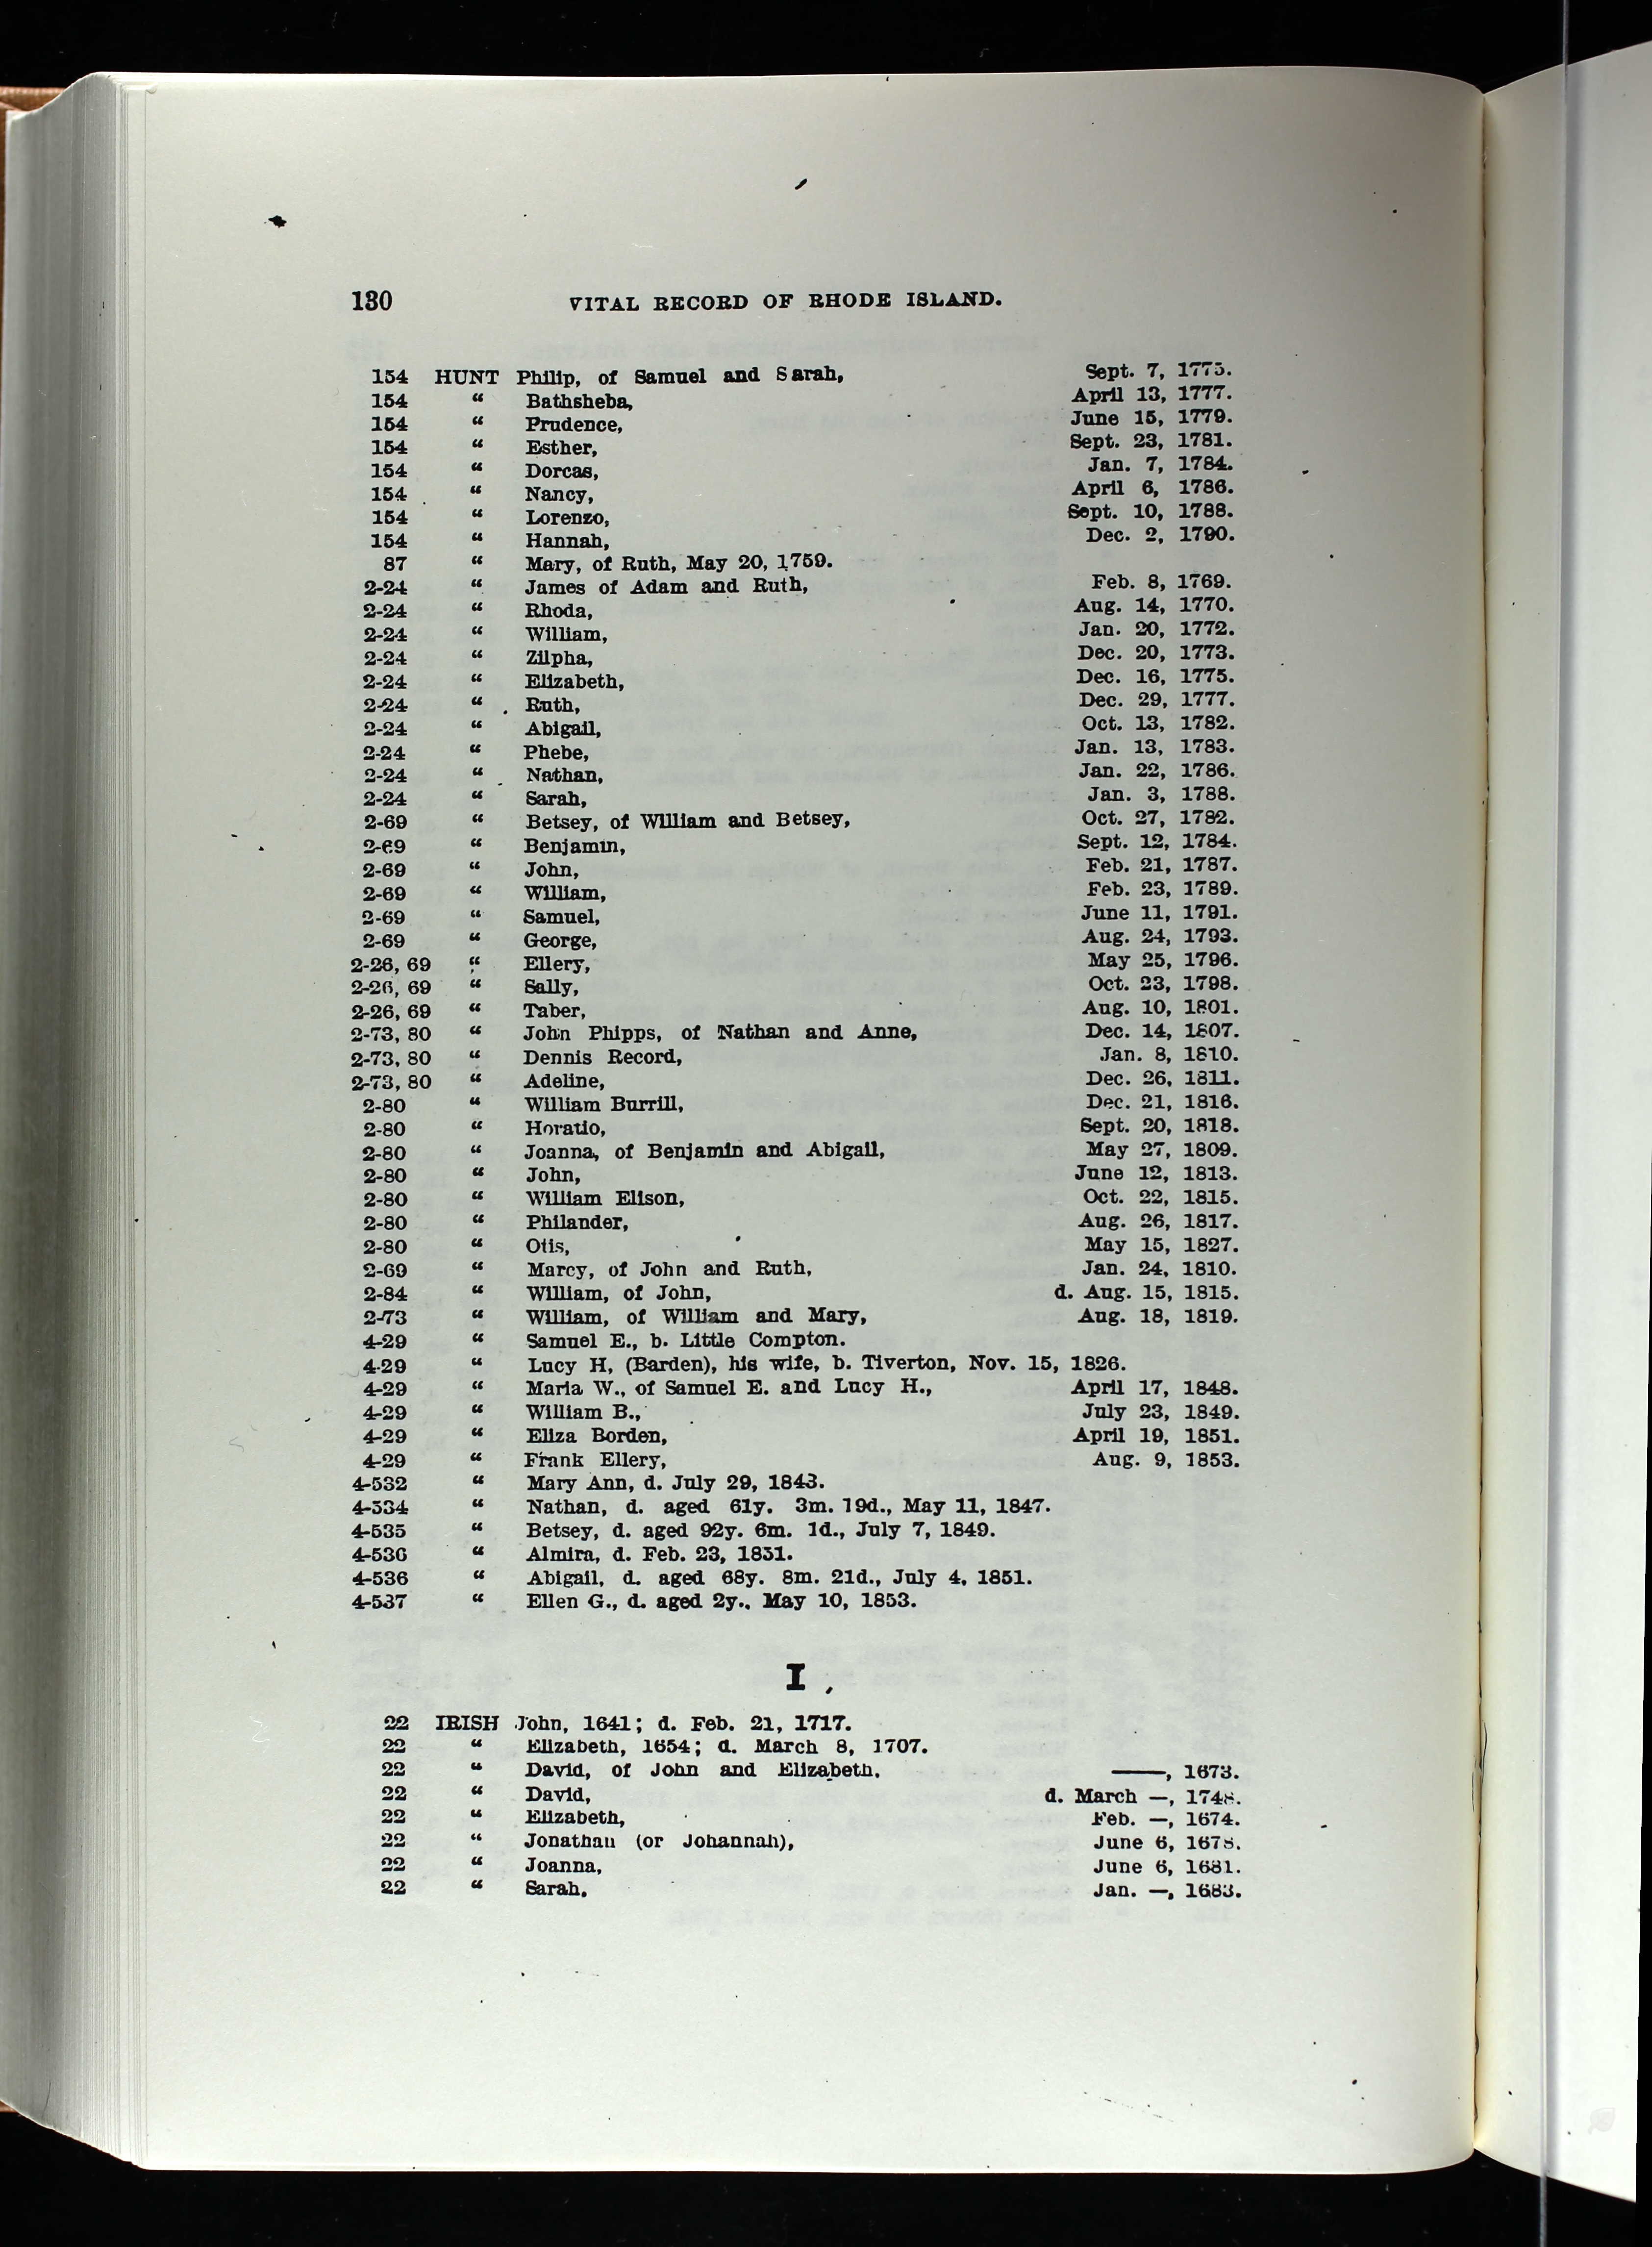 130 VITAL RECORD OF RHODE ISLAND.
154 HUNT Philip, of Samuel and Sarah, Sept. 7, 1775.
154 “ Bathsheba, April 13, 1777.
154 “ Prudence, June 15, 1779.
154 “ Esther, Sept. 23, 1781.
154 “ Dorcas, Jan. 7, 1784.
154 “ Nancy, April 6, 1786.
154 “ Lorenzo, Sept. 10, 1788.
154 “ Hannah, Dec. 2, 1790.
87 “ Mary, of Ruth, May 20, 1759.
2-24 “ James of Adam and Ruth, Feb. 8, 1769.
2-24 “ Rhoda, Aug. 14, 1770.
2-24 “ William, Jan. 20, 1772.
2-24 “ Zilpha, Dec. 20, 1773.
2-24 “ Elizabeth, Dec. 16, 1775.
2-24 “ Ruth, Dec. 29, 1777.
2-24 “ Abigail, Oct. 13, 1782.
2-24 “ Phebe, Jan. 13, 1783.
2-24 “ Nathan, Jan. 22, 1786.
2-24 “ Sarah, Jan. 3, 1788.
2-69 “ Betsey, of William and Betsey, Oct. 27, 1782.
2-69 “ Benjamin, Sept. 12, 1784.
2-69 “ John, Feb. 21, 1787.
2-69 “ William, Feb. 23, 1789.
2-69 “ Samuel, June 11, 1791.
2-69 “ George, Aug. 24, 1793.
2-26, 69 “ Ellery, May 25, 1796.
2-26, 69 “ Sally, Oct. 23, 1798.
2-26, 69 “ Taber, Aug. 10, 1801.
2-73, 80 “ John Phipps, of Nathan and Anne, Dec. 14, 1807.
2-73, 80 “ Dennis Record, Jan. 8, 1810.
2-73, 80 “ Adeline, Dec. 26, 1811.
2-80 “ William Burrill, Dec. 21, 1816.
2-80 “ Horatio, Sept. 20, 1818.
2-80 “ Joanna, of Benjamin and Abigail, May 27, 1809.
2-80 “ John, June 12, 1813.
2-80 “ William Elison, Oct. 22, 1815.
2-80 “ Philander, Aug. 26, 1817.
2-80 “ Otis, May 15, 1827.
2-69 “ Marcy, of John and Ruth, Jan. 24, 1810.
2-84 “ William, of John, d. Aug. 15, 1815.
2-73 “ William, of William and Mary, Aug. 18, 1819.
4-29 “ Samuel E., b. Little Compton.
4-29 “ Lucy H, (Barden), his wife, b. Tiverton, Nov. 15, 1826.
4-29 “ Maria W., of Samuel E. and Lucy H., April 17, 1848.
4-29 “ William B., July 23, 1849.
4-29 “ Eliza Borden, April 19, 1851.
4-29 “ Frank Ellery, Aug. 9, 1853.
4-532 “ Mary Ann, d. July 29, 1843.
4-534 “ Nathan, d. aged 61y. 3m. 19d., May 11, 1847.
4-535 “ Betsey, d. aged 92y. 6m. 1d., July 7, 1849.
4-536 “ Almira, d. Feb. 23, 1851.
4-536 “ Abigail, d. aged 68y. 8m. 21d., July 4, 1851.
4-537 “ Ellen G., d. aged 2y., May 10, 1853.
I
22 IRISH John, 1641; d. Feb. 21, 1717.
22 “ Elizabeth, 1654; d. March 8, 1707.
22 “ David, of John and Elizabeth, ——, 1673.
22 “ David, d. March —, 1748.
22 “ Elizabeth, Feb. —, 1674.
22 “ Jonathan (or Johannah), June 6, 1678.
22 “ Joanna, June 6, 1681.
22 “ Sarah, Jan. —, 1683.